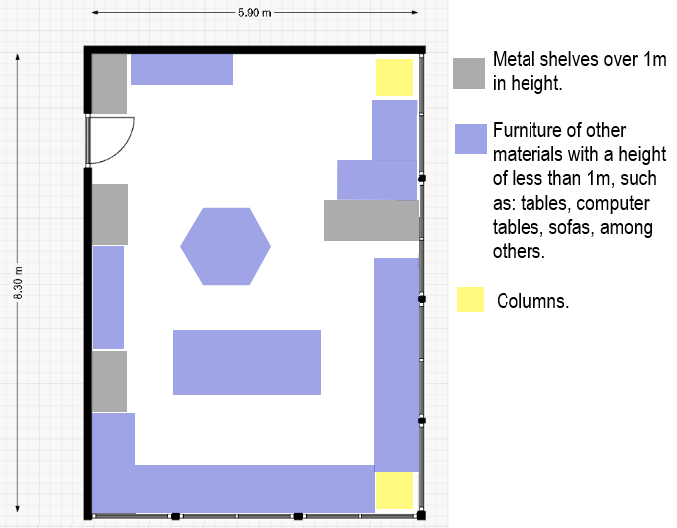 5.90 m
8.30 m
Metal shelves over 1m
in height.
Furniture of other
materials with a height
of less than 1m, such
as: tables, computer
tables, sofas, among
others.
Columns.